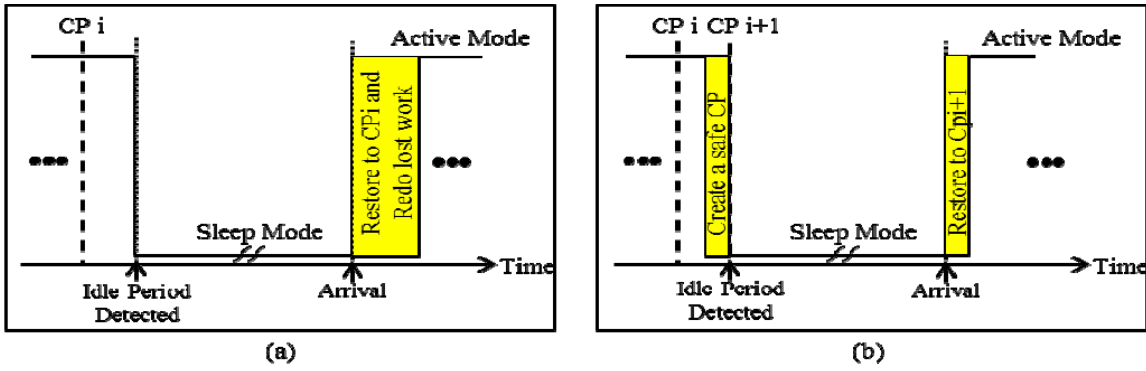 CP i
Active Mode
Restore to CPi and
Redo lost work
Sleep Mode
Time
Idle Period
Detected
Arrival
(a)
CP i CP i+1
Active Mode
Create a safe CP
Restore to Cpi+1
Sleep Mode
Time
Idle Period
Detected
Arrival
(b)